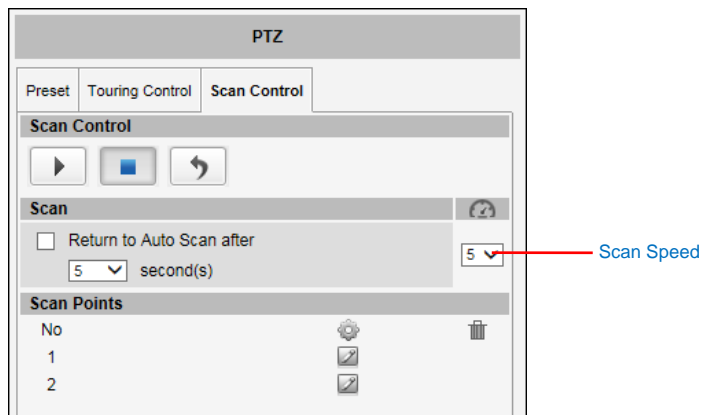 PTZ
Preset Touring Control Scan Control
Scan Control
Scan
Return to Auto Scan after
5 second(s)
5
Scan Speed
Scan Points
No
1
2